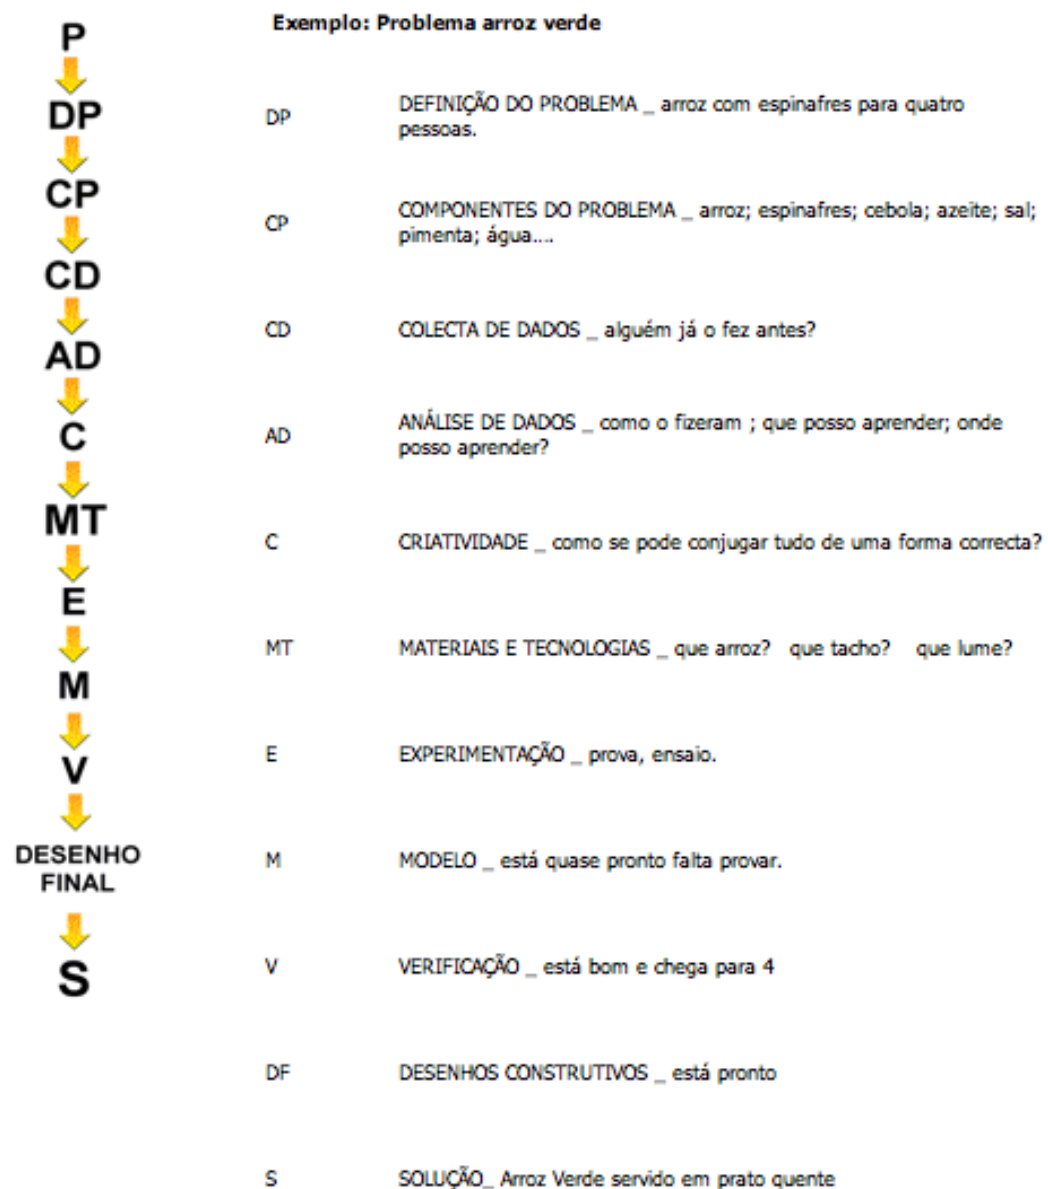 P
DP
CP
CD
AD
C
MT
E
M
V
DESENHO
FINAL
S
Exemplo: Problema arroz verde
DP DEFINIÇÃO DO PROBLEMA _ arroz com espinafres para quatro
pessoas.
CP COMPONENTES DO PROBLEMA _ arroz; espinafres; cebola; azeite; sal;
pimenta; água....
CD COLECTA DE DADOS _ alguém já o fez antes?
AD ANÁLISE DE DADOS _ como o fizeram ; que posso aprender; onde
posso aprender?
C CRIATIVIDADE _ como se pode conjugar tudo de uma forma correcta?
MT MATERIAIS E TECNOLOGIAS _ que arroz? que tacho? que lume?
E EXPERIMENTAÇÃO _ prova, ensaio.
M MODELO _ está quase pronto falta provar.
V VERIFICAÇÃO _ está bom e chega para 4
DF DESENHOS CONSTRUTIVOS _ está pronto
S SOLUÇÃO_ Arroz Verde servido em prato quente